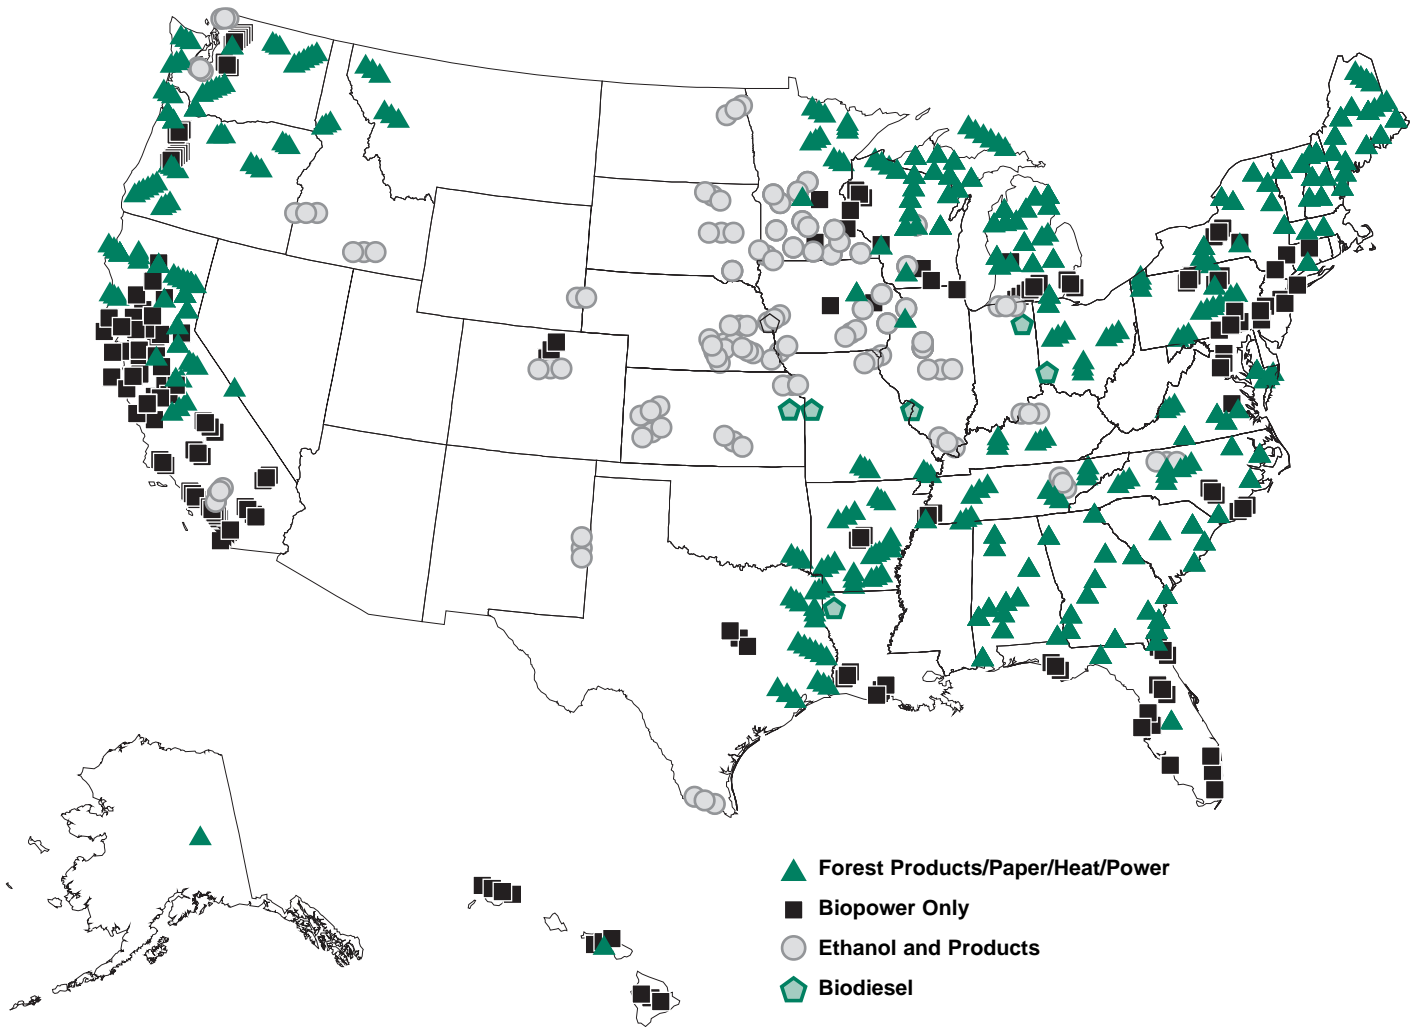 Forest Products/Paper/Heat/Power
Biopower Only
Ethanol and Products
Biodiesel